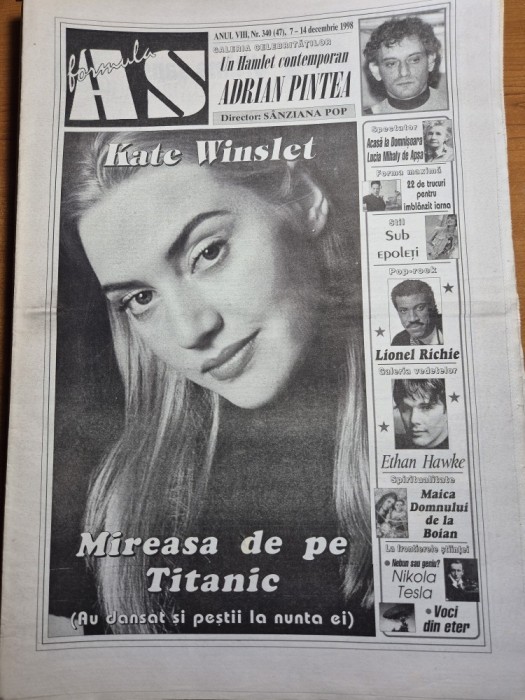 formula
AS
ANUL VIII, Nr. 340 (47), 7 – 14 decembrie 1998
GALERIA CELEBRITĂȚILOR
Un Hamlet contemporan
ADRIAN PINTEA
Director: SÂNZIANA POP
Kate Winslet
Mireasa de pe
Titanic
(Au dansat si peștii la nunta ei)
Spectator
Acasă la Domnișoara
Lucia Mihaly de Apșa
Forma maximă
22 de trucuri
pentru
îmblânzit iarna
Stil
Sub
epoleți
Pop-rock
Lionel Richie
Galeria vedetelor
Ethan Hawke
Spiritualitate
Maica
Domnului
de la
Boian
La frontierele științei
• Nebun sau geniu?
Nikola
Tesla
• Voci
din eter